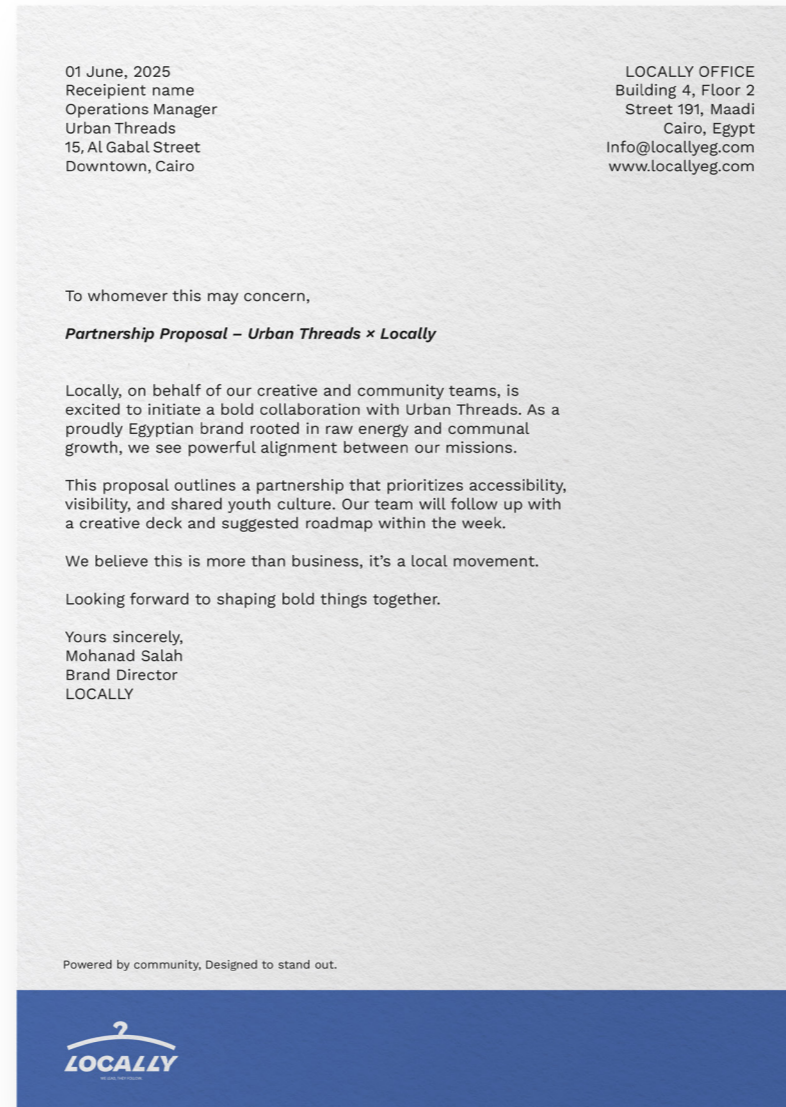 01 June, 2025
Receipient name
Operations Manager
Urban Threads
15, Al Gabal Street
Downtown, Cairo
LOCALLY OFFICE
Building 4, Floor 2
Street 191, Maadi
Cairo, Egypt
Info@locallyeg.com
www.locallyeg.com
To whomever this may concern,
Partnership Proposal – Urban Threads × Locally
Locally, on behalf of our creative and community teams, is
excited to initiate a bold collaboration with Urban Threads. As a
proudly Egyptian brand rooted in raw energy and communal
growth, we see powerful alignment between our missions.
This proposal outlines a partnership that prioritizes accessibility,
visibility, and shared youth culture. Our team will follow up with
a creative deck and suggested roadmap within the week.
We believe this is more than business, it’s a local movement.
Looking forward to shaping bold things together.
Yours sincerely,
Mohanad Salah
Brand Director
LOCALLY
Powered by community, Designed to stand out.
LOCALLY